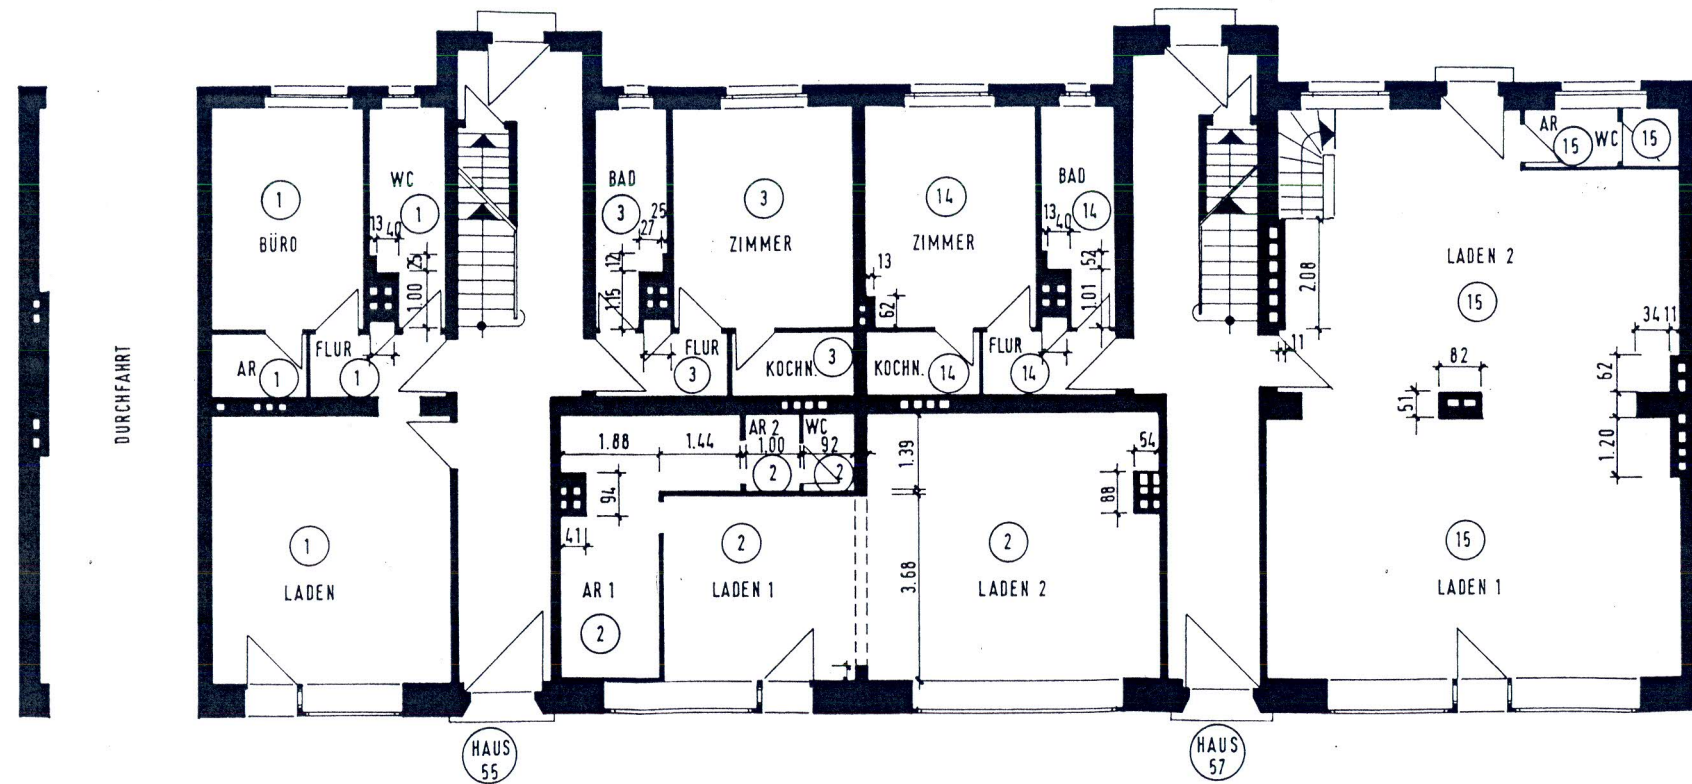 DURCHFAHRT
1
BÜRO
WC
1
13
40
25
1.00
AR
1
FLUR
1
1
LADEN
BAD
3
25
27
12
1.15
3
ZIMMER
FLUR
3
KOCHN.
3
14
ZIMMER
13
62
BAD
14
13
40
52
1.01
KOCHN.
14
FLUR
14
AR
15
WC
15
2.08
11
LADEN 2
15
34
11
62
82
51
1.20
15
LADEN 1
1.88
1.44
AR 2
1.00
2
WC
92
2
94
41
AR 1
2
2
LADEN 1
1.39
3.68
2
LADEN 2
54
88
HAUS
55
HAUS
57